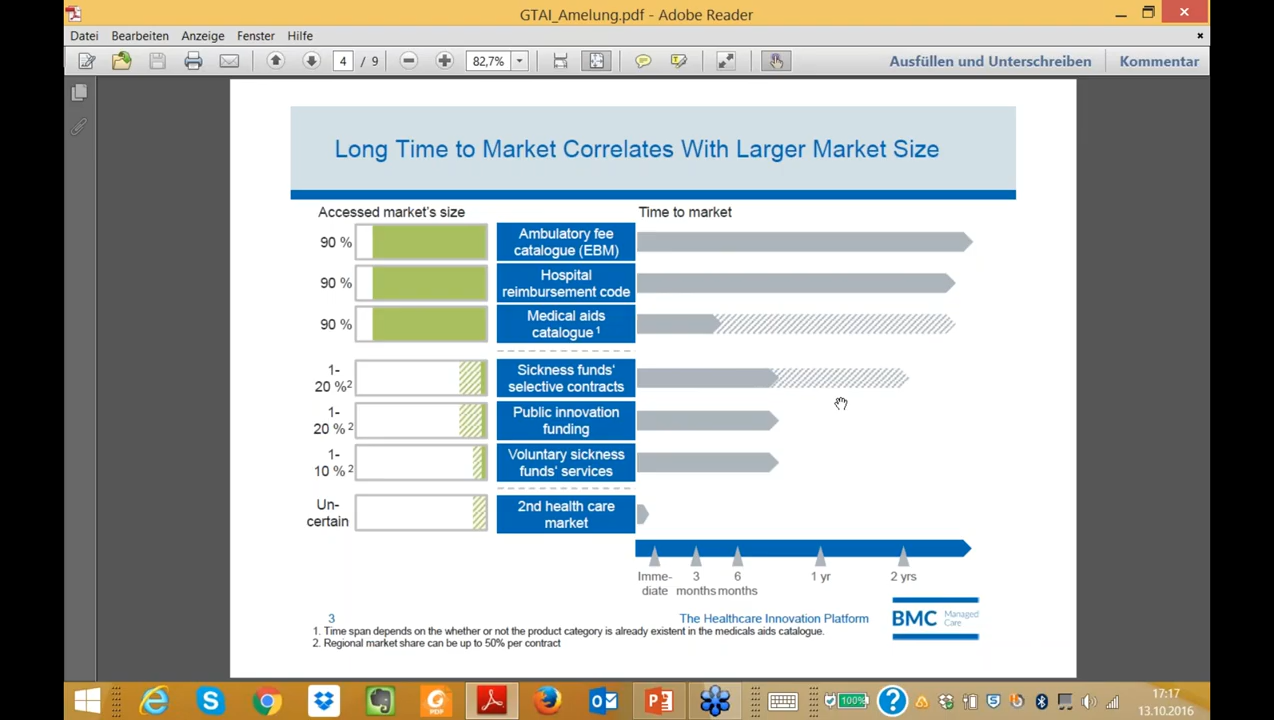 GTAI_Amelung.pdf - Adobe Reader
Datei Bearbeiten Anzeige Fenster Hilfe
4 / 9 82,7% Ausfüllen und Unterschreiben Kommentar
Long Time to Market Correlates With Larger Market Size
Accessed market's size Time to market
90 % Ambulatory fee
catalogue (EBM)
90 % Hospital
reimbursement code
90 % Medical aids
catalogue 1
1-
20 %2
Sickness funds'
selective contracts
1-
20 % 2
Public innovation
funding
1-
10 % 2
Voluntary sickness
funds' services
Un-
certain
2nd health care
market
Imme-
diate
3
months
6
months
1 yr
2 yrs
3 The Healthcare Innovation Platform
BMC Managed
Care
1. Time span depends on the whether or not the product category is already existent in the medicals aids catalogue.
2. Regional market share can be up to 50% per contract
100%
17:17
13.10.2016